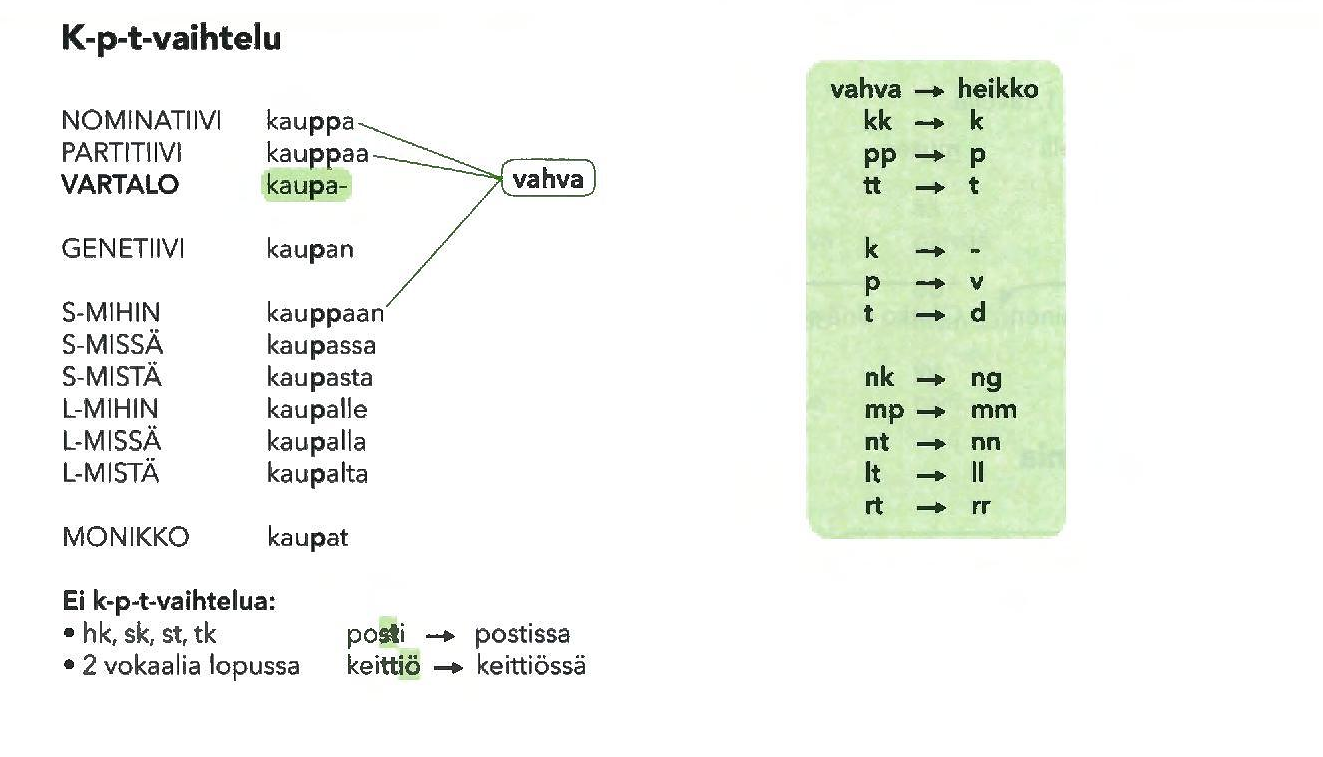 K-p-t-vaihtelu
NOMINATIIVI kauppa
PARTITIIVI kauppaa
VARTALO kaupa-
vahva
GENETIIVI kaupan
S-MIHIN kauppaan
S-MISSÄ kaupassa
S-MISTÄ kaupasta
L-MIHIN kaupalle
L-MISSÄ kaupalla
L-MISTÄ kaupalta
MONIKKO kaupat
Ei k-p-t-vaihtelua:
• hk, sk, st, tk posti → postissa
• 2 vokaalia lopussa keittiö → keittiössä
vahva → heikko
kk → k
pp → p
tt → t
k → -
p → v
t → d
nk → ng
mp → mm
nt → nn
lt → ll
rt → rr